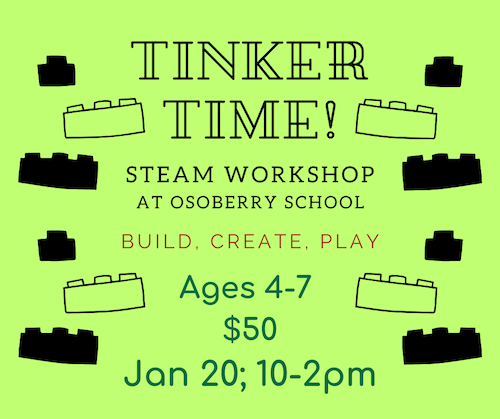 TINKER
TIME!
STEAM WORKSHOP
AT OSOBERRY SCHOOL
BUILD, CREATE, PLAY
Ages 4-7
$50
Jan 20; 10-2pm